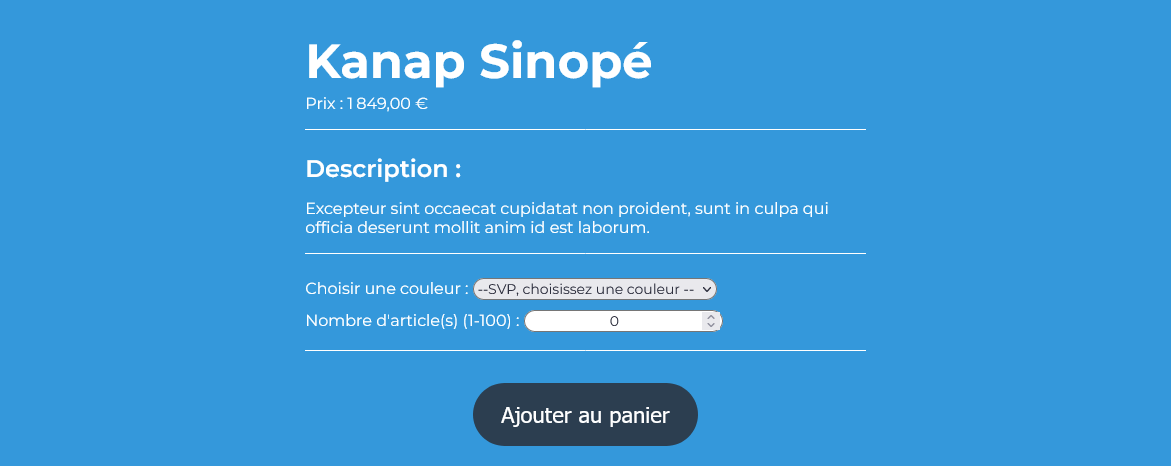 Kanap Sinopé
Prix : 1 849,00 €
Description :
Excepteur sint occaecat cupidatat non proident, sunt in culpa qui
officia deserunt mollit anim id est laborum.
Choisir une couleur : --SVP, choisissez une couleur --
Nombre d'article(s) (1-100) : 0
Ajouter au panier